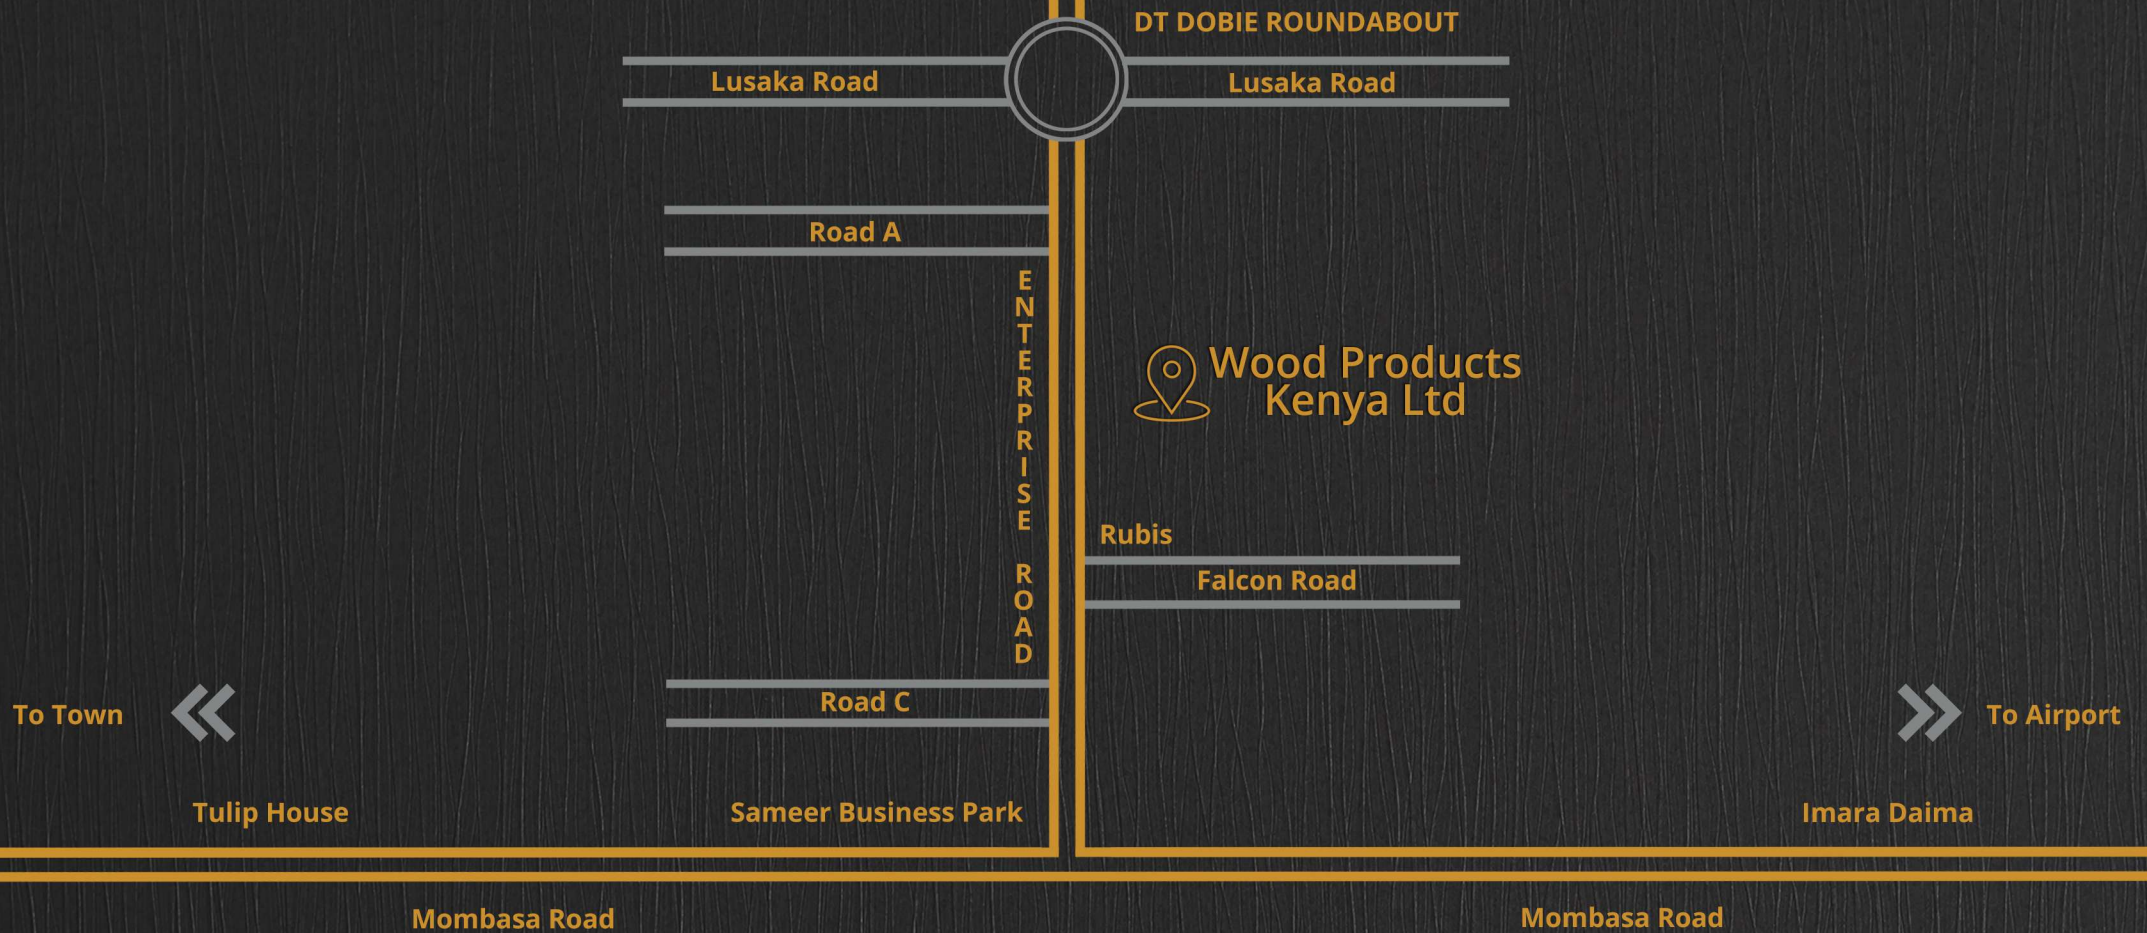 DT DOBIE ROUNDABOUT
Lusaka Road
Lusaka Road
Road A
ENTERPRISE ROAD
Wood Products
Kenya Ltd
Rubis
Falcon Road
Road C
To Town
To Airport
Tulip House
Sameer Business Park
Imara Daima
Mombasa Road
Mombasa Road